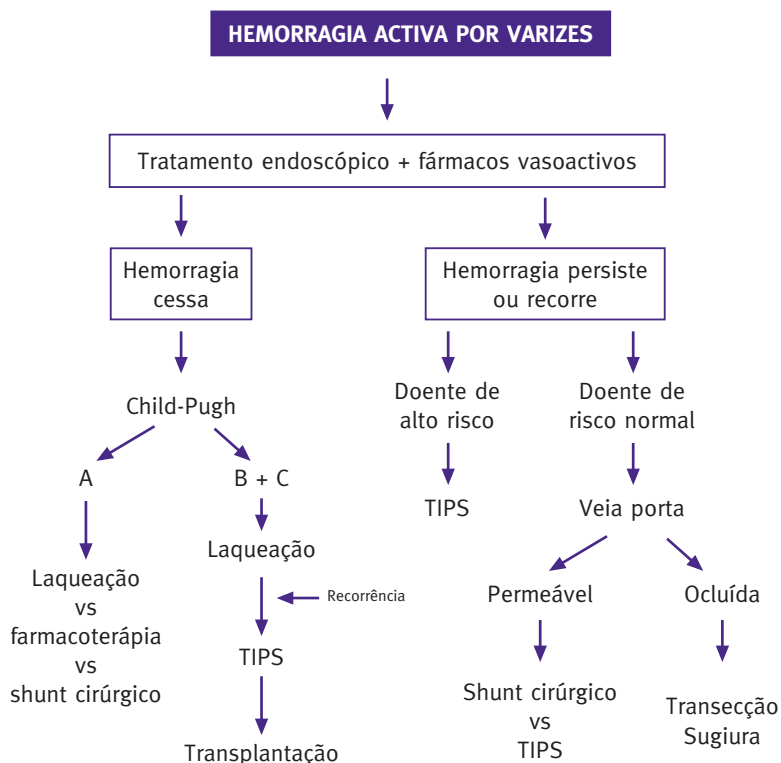 HEMORRAGIA ACTIVA POR VARIZES
Tratamento endoscópico + fármacos vasoactivos
Hemorragia
cessa
Hemorragia persiste
ou recorre
Child-Pugh
Doente de
alto risco
Doente de
risco normal
A
B + C
TIPS
Veia porta
Laqueação
Laqueação
vs
farmacoterápia
vs
shunt cirúrgico
Recorrência
Permeável
Ocluída
TIPS
Shunt cirúrgico
vs
TIPS
Transecção
Sugiura
Transplantação